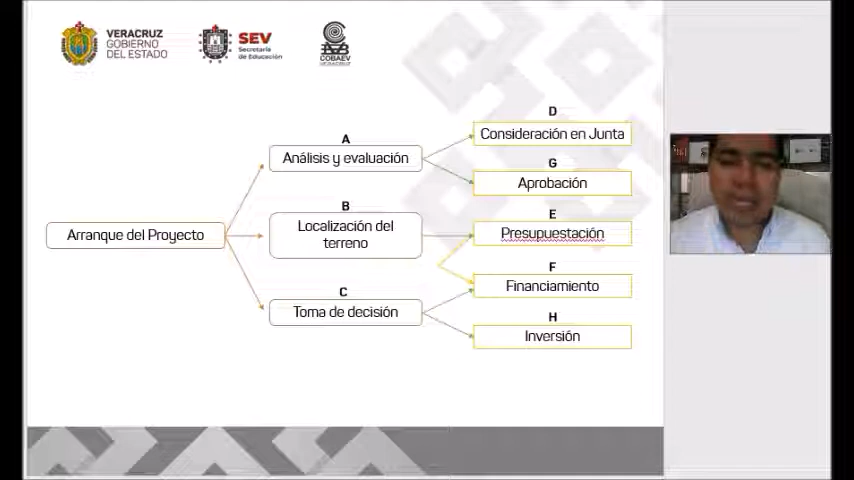 VERACRUZ
GOBIERNO
DEL ESTADO
SEV
Secretaría
de Educación
COBAEV
D
Consideración en Junta
A
Análisis y evaluación
G
Aprobación
B
Localización del
terreno
E
Presupuestación
Arranque del Proyecto
F
Financiamiento
C
Toma de decisión
H
Inversión